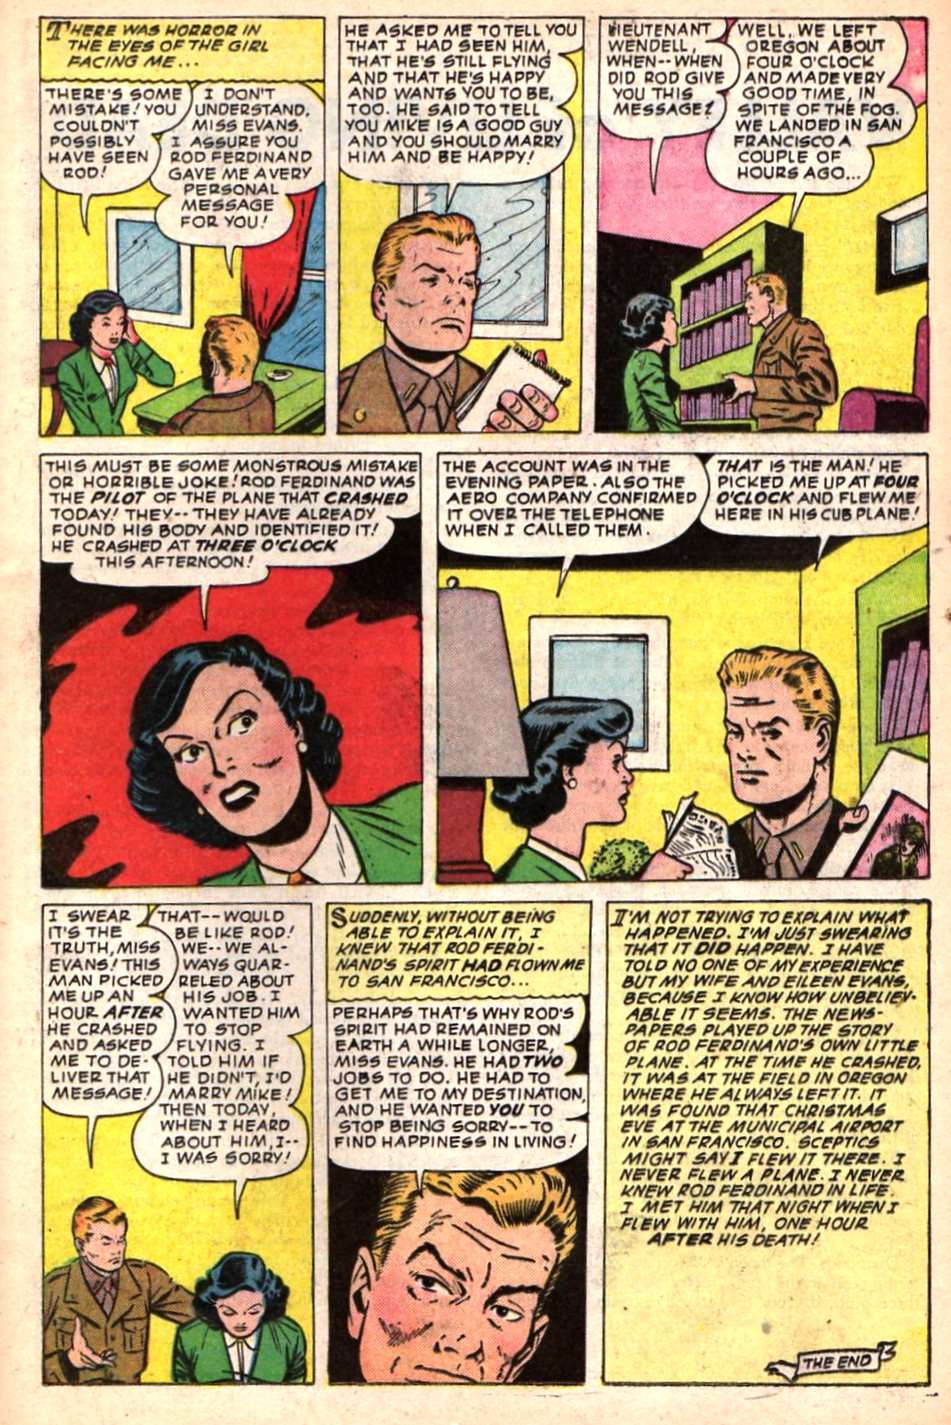 THERE WAS HORROR IN
THE EYES OF THE GIRL
FACING ME...
THERE'S SOME
MISTAKE! YOU
COULDN'T
POSSIBLY
HAVE SEEN
ROD!
I DON'T
UNDERSTAND,
MISS EVANS.
I ASSURE YOU
ROD FERDINAND
GAVE ME A VERY
PERSONAL
MESSAGE
FOR YOU!
HE ASKED ME TO TELL YOU
THAT I HAD SEEN HIM,
THAT HE'S STILL FLYING
AND THAT HE'S HAPPY
AND WANTS YOU TO BE,
TOO. HE SAID TO TELL
YOU MIKE IS A GOOD GUY
AND YOU SHOULD MARRY
HIM AND BE HAPPY!
LIEUTENANT
WENDELL,
WHEN--WHEN
DID ROD GIVE
YOU THIS
MESSAGE?
WELL, WE LEFT
OREGON ABOUT
FOUR O'CLOCK
AND MADE VERY
GOOD TIME, IN
SPITE OF THE FOG.
WE LANDED IN SAN
FRANCISCO A
COUPLE OF
HOURS AGO...
THIS MUST BE SOME MONSTROUS MISTAKE
OR HORRIBLE JOKE! ROD FERDINAND WAS
THE PILOT OF THE PLANE THAT CRASHED
TODAY! THEY-- THEY HAVE ALREADY
FOUND HIS BODY AND IDENTIFIED IT!
HE CRASHED AT THREE O'CLOCK
THIS AFTERNOON!
THE ACCOUNT WAS IN THE
EVENING PAPER. ALSO THE
AERO COMPANY CONFIRMED
IT OVER THE TELEPHONE
WHEN I CALLED THEM.
THAT IS THE MAN! HE
PICKED ME UP AT FOUR
O'CLOCK AND FLEW ME
HERE IN HIS CUB PLANE!
I SWEAR
IT'S THE
TRUTH, MISS
EVANS! THIS
MAN PICKED
ME UP AN
HOUR AFTER
HE CRASHED
AND ASKED
ME TO DE-
LIVER THAT
MESSAGE!
THAT-- WOULD
BE LIKE ROD!
WE--WE AL-
WAYS QUAR-
RELED ABOUT
HIS JOB. I
WANTED HIM
TO STOP
FLYING. I
TOLD HIM IF
HE DIDN'T, I'D
MARRY MIKE!
THEN TODAY,
WHEN I HEARD
ABOUT HIM, I--
I WAS SORRY!
SUDDENLY, WITHOUT BEING
ABLE TO EXPLAIN IT, I
KNEW THAT ROD FERDI-
NAND'S SPIRIT HAD FLOWN ME
TO SAN FRANCISCO...
PERHAPS THAT'S WHY ROD'S
SPIRIT HAD REMAINED ON
EARTH A WHILE LONGER,
MISS EVANS. HE HAD TWO
JOBS TO DO. HE HAD TO
GET ME TO MY DESTINATION,
AND HE WANTED YOU TO
STOP BEING SORRY--TO
FIND HAPPINESS IN LIVING!
I'M NOT TRYING TO EXPLAIN WHAT
HAPPENED. I'M JUST SWEARING
THAT IT DID HAPPEN. I HAVE
TOLD NO ONE OF MY EXPERIENCE
BUT MY WIFE AND EILEEN EVANS,
BECAUSE I KNOW HOW UNBELIEV-
ABLE IT SEEMS. THE NEWS-
PAPERS PLAYED UP THE STORY
OF ROD FERDINAND'S OWN LITTLE
PLANE. AT THE TIME HE CRASHED,
IT WAS AT THE FIELD IN OREGON
WHERE HE ALWAYS LEFT IT. IT
WAS FOUND THAT CHRISTMAS
EVE AT THE MUNICIPAL AIRPORT
IN SAN FRANCISCO. SCEPTICS
MIGHT SAY I FLEW IT THERE. I
NEVER FLEW A PLANE. I NEVER
KNEW ROD FERDINAND IN LIFE.
I MET HIM THAT NIGHT WHEN I
FLEW WITH HIM, ONE HOUR
AFTER HIS DEATH!
THE END